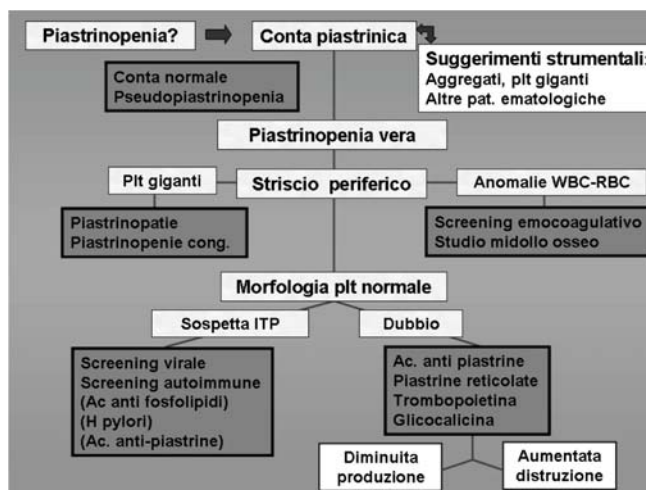 Piastrinopenia?
Conta piastrinica
Suggerimenti strumentali:
Aggregati, plt giganti
Altre pat. ematologiche
Conta normale
Pseudopiastrinopenia
Piastrinopenia vera
Plt giganti
Striscio periferico
Anomalie WBC-RBC
Piastrinopatie
Piastrinopenie cong.
Screening emocoagulativo
Studio midollo osseo
Morfologia plt normale
Sospetta ITP
Dubbio
Screening virale
Screening autoimmune
(Ac anti fosfolipidi)
(H pylori)
(Ac. anti-piastrine)
Ac. anti piastrine
Piastrine reticolate
Trombopoietina
Glicocalicina
Diminuita
produzione
Aumentata
distruzione